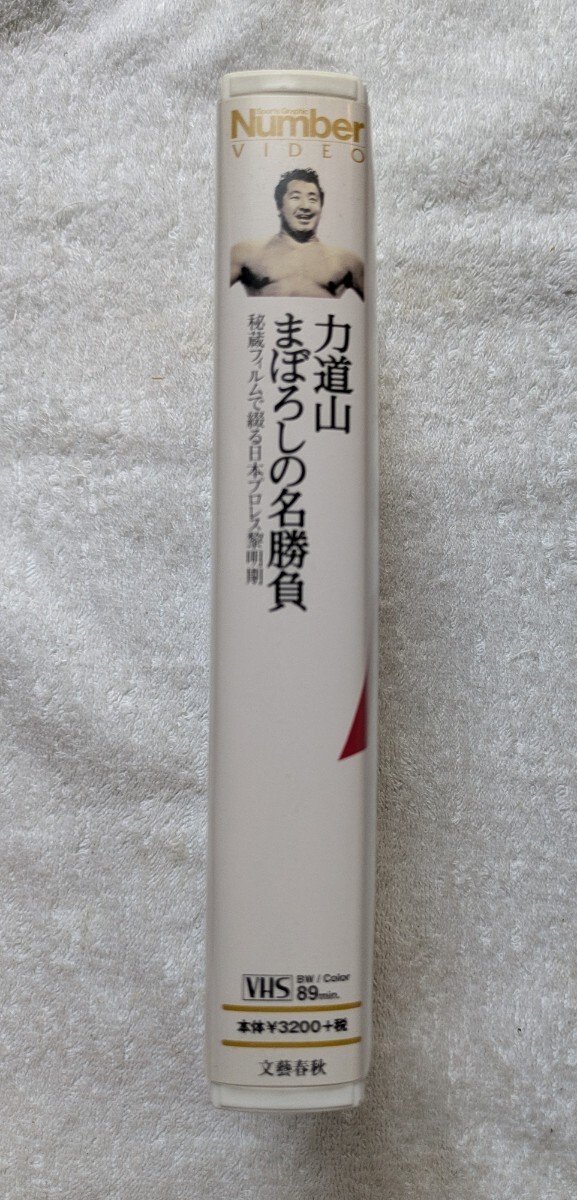 Sports Graphic
Number
VIDEO
力道山
まぼろしの名勝負
秘蔵フィルムで綴る日本プロレス黎明期
VHS
BW / Color
89min.
本体¥3200+税
文藝春秋